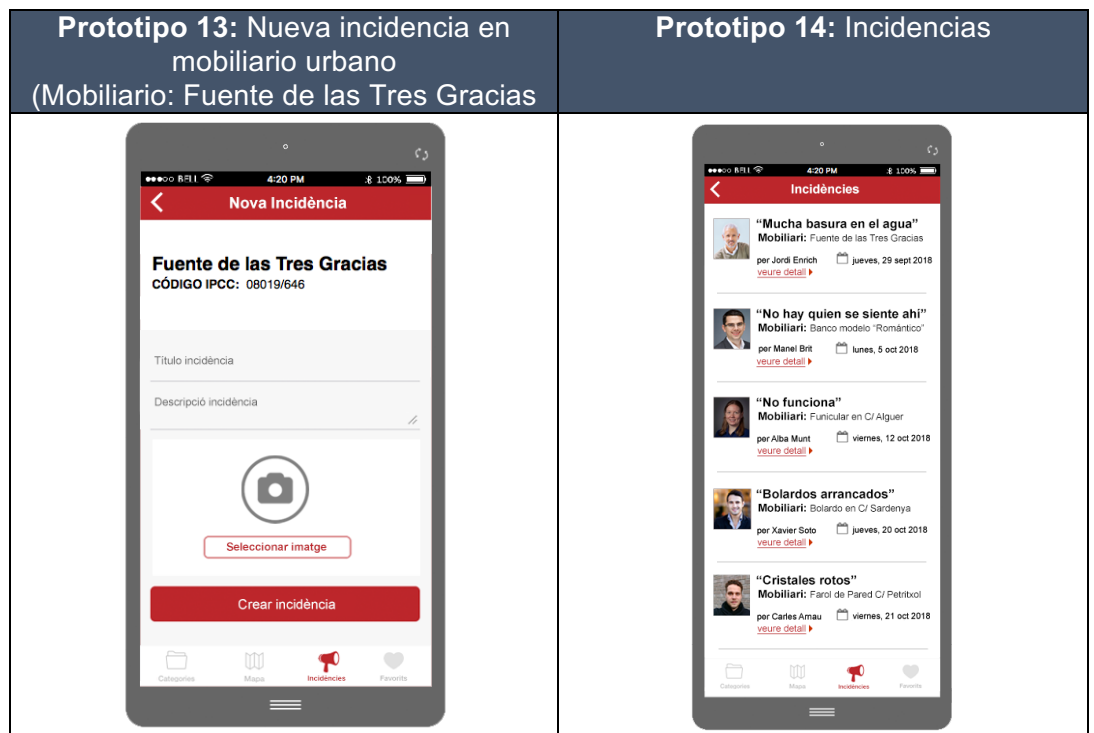 Prototipo 13: Nueva incidencia en
mobiliario urbano
(Mobiliario: Fuente de las Tres Gracias
Prototipo 14: Incidencias
BELL
4:20 PM
100%
Nova Incidència
Fuente de las Tres Gracias
CÓDIGO IPCC: 08019/646
Título incidència
Descripció incidència
Seleccionar imatge
Crear incidència
Categories
Mapa
Incidències
Favorits
BELL
4:20 PM
100%
Incidències
“Mucha basura en el agua”
Mobiliari: Fuente de las Tres Gracias
per Jordi Enrich
jueves, 29 sept 2018
veure detall
“No hay quien se siente ahí”
Mobiliari: Banco modelo “Romántico”
per Manel Brit
lunes, 5 oct 2018
veure detall
“No funciona”
Mobiliari: Funicular en C/ Alguer
per Alba Munt
viernes, 12 oct 2018
veure detall
“Bolardos arrancados”
Mobiliari: Bolardo en C/ Sardenya
per Xavier Soto
jueves, 20 oct 2018
veure detall
“Cristales rotos”
Mobiliari: Farol de Pared C/ Petritxol
per Carles Arnau
viernes, 21 oct 2018
veure detall
Categories
Mapa
Incidències
Favorits